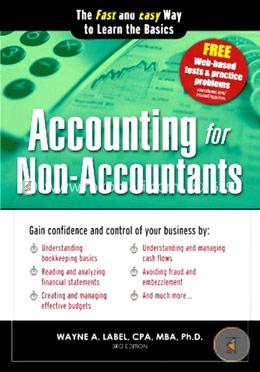 The Fast and Easy Way
to Learn the Basics
FREE
Web-based
tests & practice
problems
Accounting for
Non-Accountants
Gain confidence and control of your business by:
Understanding
bookkeeping basics
Reading and analyzing
financial statements
Creating and managing
effective budgets
Understanding and managing
cash flows
Avoiding fraud and
embezzlement
And much more...
WAYNE A. LABEL, CPA, MBA, Ph.D.
3RD EDITION